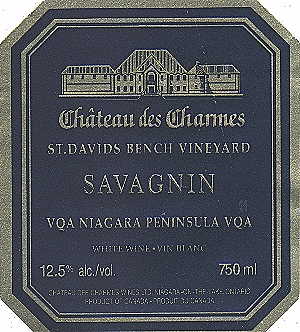 Château des Charmes
ST. DAVIDS BENCH VINEYARD
SAVAGNIN
VQA NIAGARA PENINSULA VQA
WHITE WINE • VIN BLANC
12.5% alc./vol. 750 ml
CHÂTEAU DES CHARMES WINES LTD. NIAGARA-ON-THE-LAKE, ONTARIO
PRODUCT OF CANADA - PRODUIT DU CANADA